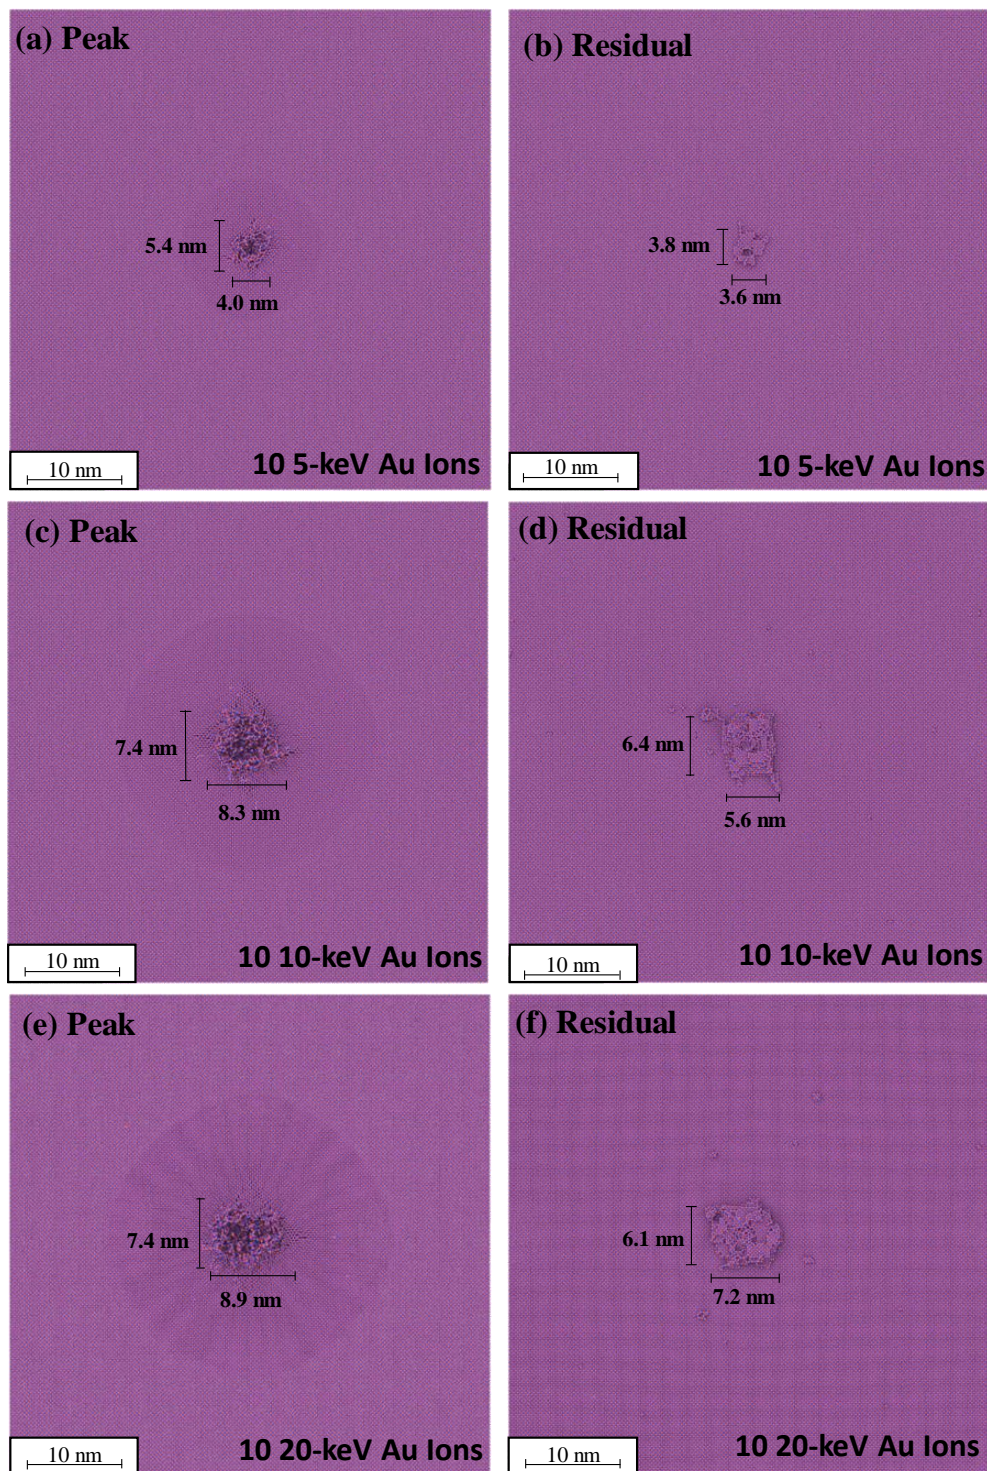 (a) Peak
5.4 nm
4.0 nm
10 nm
10 5-keV Au Ions
(b) Residual
3.8 nm
3.6 nm
10 nm
10 5-keV Au Ions
(c) Peak
7.4 nm
8.3 nm
10 nm
10 10-keV Au Ions
(d) Residual
6.4 nm
5.6 nm
10 nm
10 10-keV Au Ions
(e) Peak
7.4 nm
8.9 nm
10 nm
10 20-keV Au Ions
(f) Residual
6.1 nm
7.2 nm
10 nm
10 20-keV Au Ions